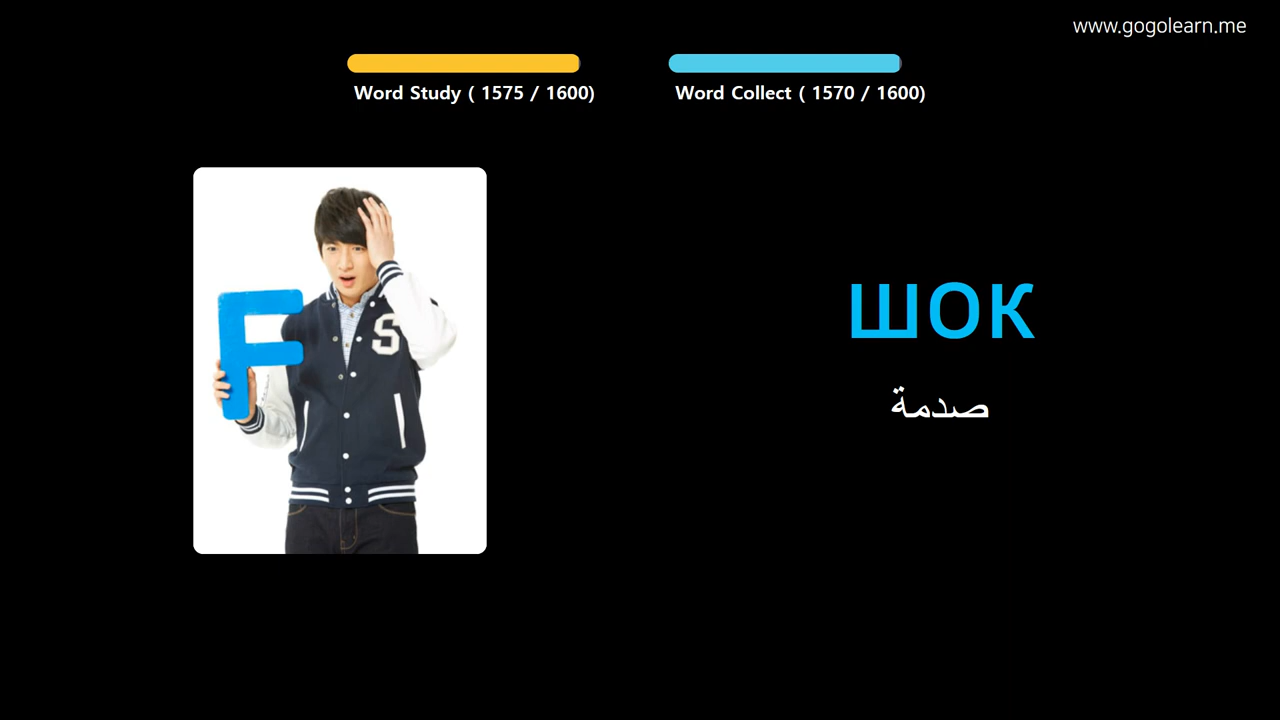 www.gogolearn.me
Word Study ( 1575 / 1600)
Word Collect ( 1570 / 1600)
F
S
шок
صدمة